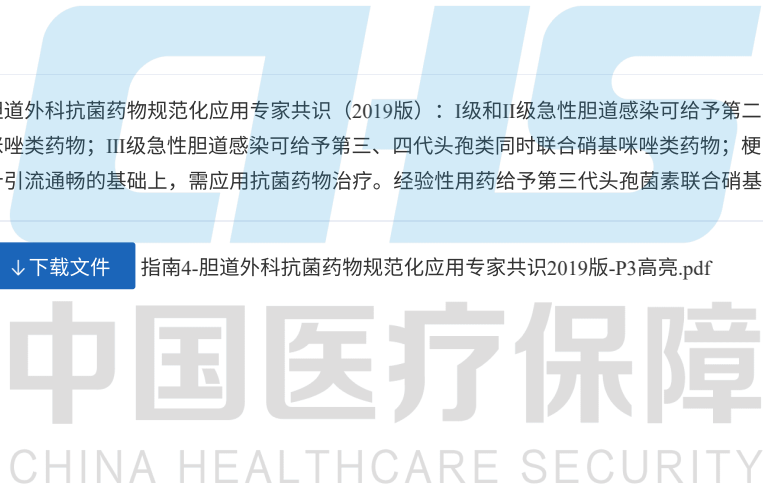 道外科抗菌药物规范化应用专家共识（2019版）：I级和II级急性胆道感染可给予第二
唑类药物；III级急性胆道感染可给予第三、四代头孢类同时联合硝基咪唑类药物；梗
引流通畅的基础上，需应用抗菌药物治疗。经验性用药给予第三代头孢菌素联合硝基
↓下载文件 指南4-胆道外科抗菌药物规范化应用专家共识2019版-P3高亮.pdf
CHS
中国医疗保障
CHINA HEALTHCARE SECURITY